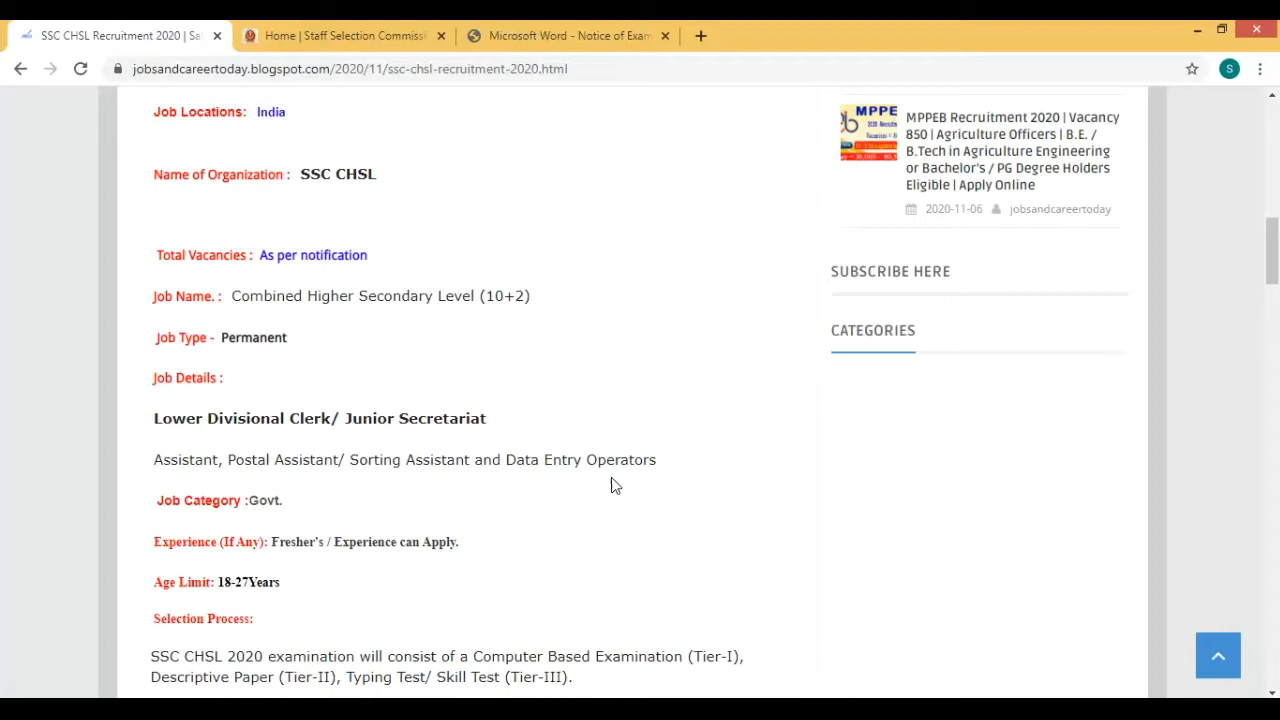 SSC CHSL Recruitment 2020 | Sa
Home | Staff Selection Commiss
Microsoft Word - Notice of Exam
jobsandcareertoday.blogspot.com/2020/11/ssc-chsl-recruitment-2020.html
S
Job Locations: India
Name of Organization : SSC CHSL
Total Vacancies : As per notification
Job Name. : Combined Higher Secondary Level (10+2)
Job Type - Permanent
Job Details :
Lower Divisional Clerk/ Junior Secretariat
Assistant, Postal Assistant/ Sorting Assistant and Data Entry Operators
Job Category :Govt.
Experience (If Any): Fresher's / Experience can Apply.
Age Limit: 18-27Years
Selection Process:
SSC CHSL 2020 examination will consist of a Computer Based Examination (Tier-I),
Descriptive Paper (Tier-II), Typing Test/ Skill Test (Tier-III).
MPPE
MPPEB Recruitment 2020 | Vacancy
850 | Agriculture Officers | B.E. /
B.Tech in Agriculture Engineering
or Bachelor's / PG Degree Holders
Eligible | Apply Online
2020-11-06 jobsandcareertoday
SUBSCRIBE HERE
CATEGORIES